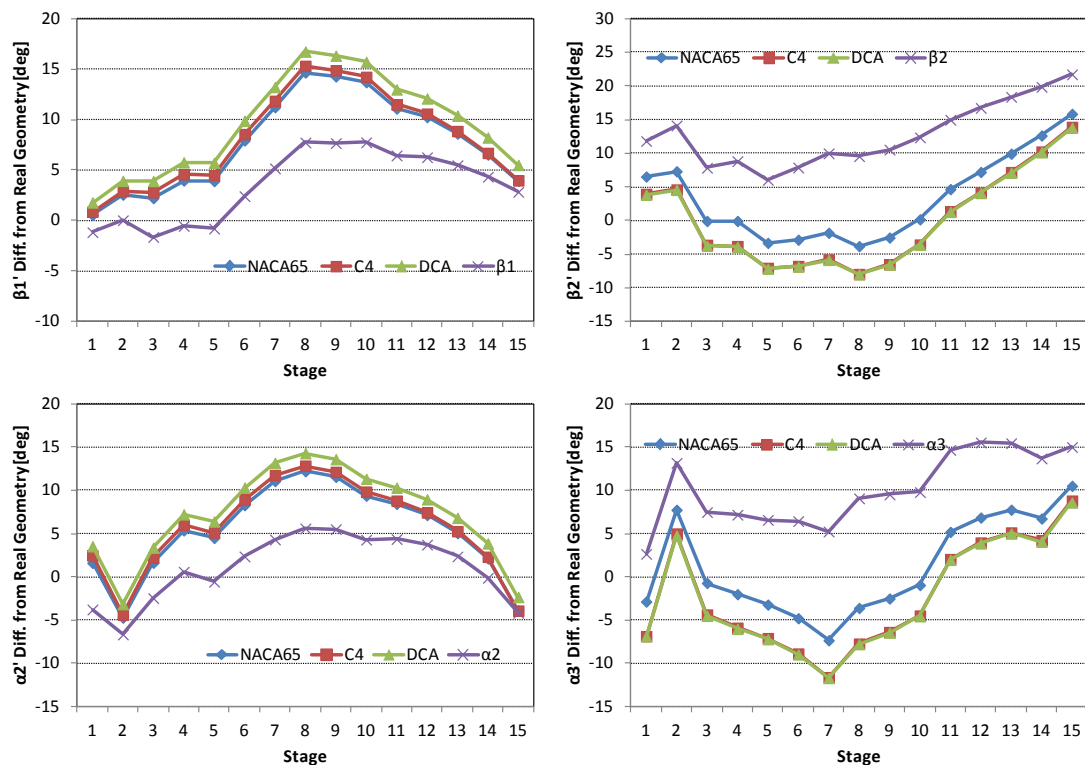 β1' Diff. from Real Geometry[deg]
20
15
10
5
0
-5
-10
NACA65 C4 DCA β1
1 2 3 4 5 6 7 8 9 10 11 12 13 14 15
Stage
β2' Diff. from Real Geometry[deg]
30
25
20
15
10
5
0
-5
-10
-15
NACA65 C4 DCA β2
1 2 3 4 5 6 7 8 9 10 11 12 13 14 15
Stage
α2' Diff. from Real Geometry[deg]
20
15
10
5
0
-5
-10
-15
NACA65 C4 DCA α2
1 2 3 4 5 6 7 8 9 10 11 12 13 14 15
Stage
α3' Diff. from Real Geometry[deg]
20
15
10
5
0
-5
-10
-15
NACA65 C4 DCA α3
1 2 3 4 5 6 7 8 9 10 11 12 13 14 15
Stage